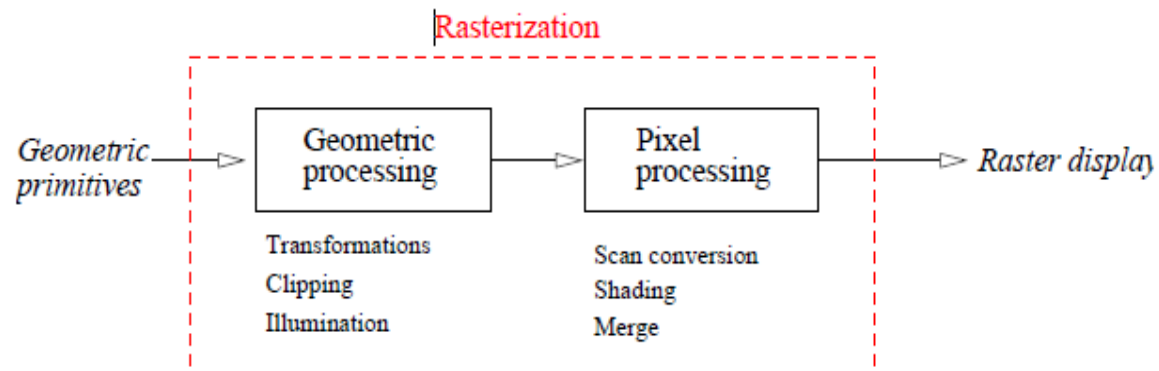 Rasterization
Geometric
primitives
Geometric
processing
Pixel
processing
Raster display
Transformations
Clipping
Illumination
Scan conversion
Shading
Merge